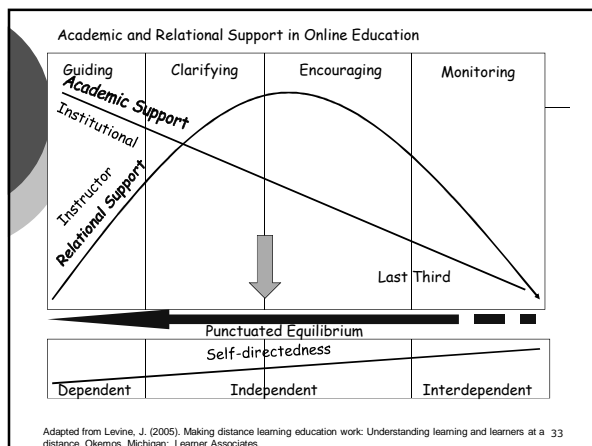 Academic and Relational Support in Online Education
Guiding Clarifying Encouraging Monitoring
Academic Support
Institutional
Instructor
Relational Support
Last Third
Punctuated Equilibrium
Self-directedness
Dependent Independent Interdependent
Adapted from Levine, J. (2005). Making distance learning education work: Understanding learning and learners at a 33
distance. Okemos, Michigan: Learner Associates